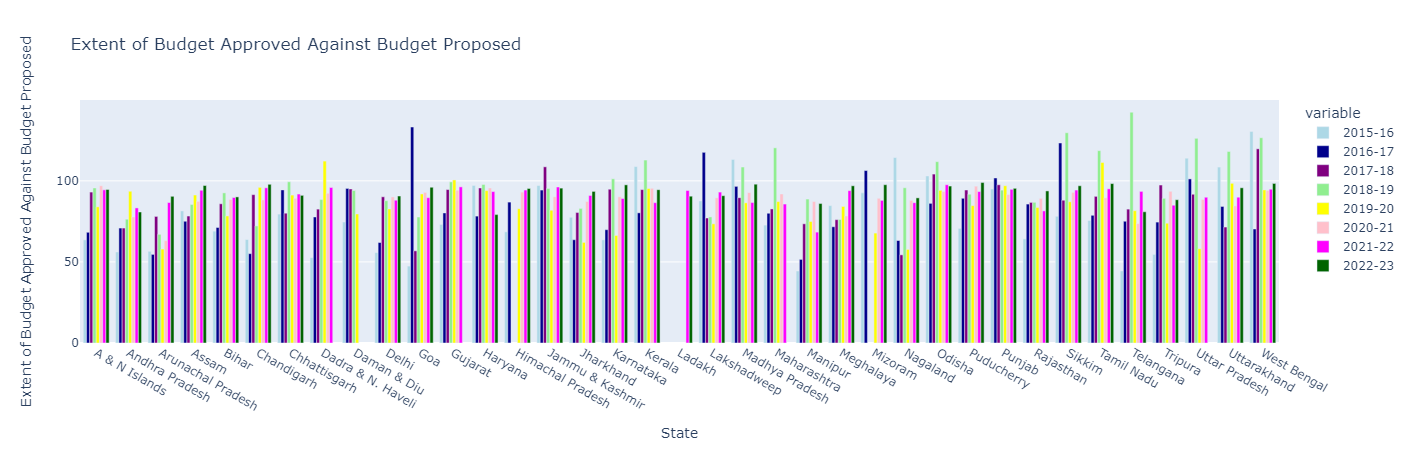 Extent of Budget Approved Against Budget Proposed
Extent of Budget Approved Against Budget Proposed
100
50
0
A & N Islands
Andhra Pradesh
Arunachal Pradesh
Assam
Bihar
Chandigarh
Chhattisgarh
Dadra & N. Haveli
Daman & Diu
Delhi
Goa
Gujarat
Haryana
Himachal Pradesh
Jammu & Kashmir
Jharkhand
Karnataka
Kerala
Ladakh
Lakshadweep
Madhya Pradesh
Maharashtra
Manipur
Meghalaya
Mizoram
Nagaland
Odisha
Puducherry
Punjab
Rajasthan
Sikkim
Tamil Nadu
Telangana
Tripura
Uttar Pradesh
Uttarakhand
West Bengal
State
variable
2015-16
2016-17
2017-18
2018-19
2019-20
2020-21
2021-22
2022-23